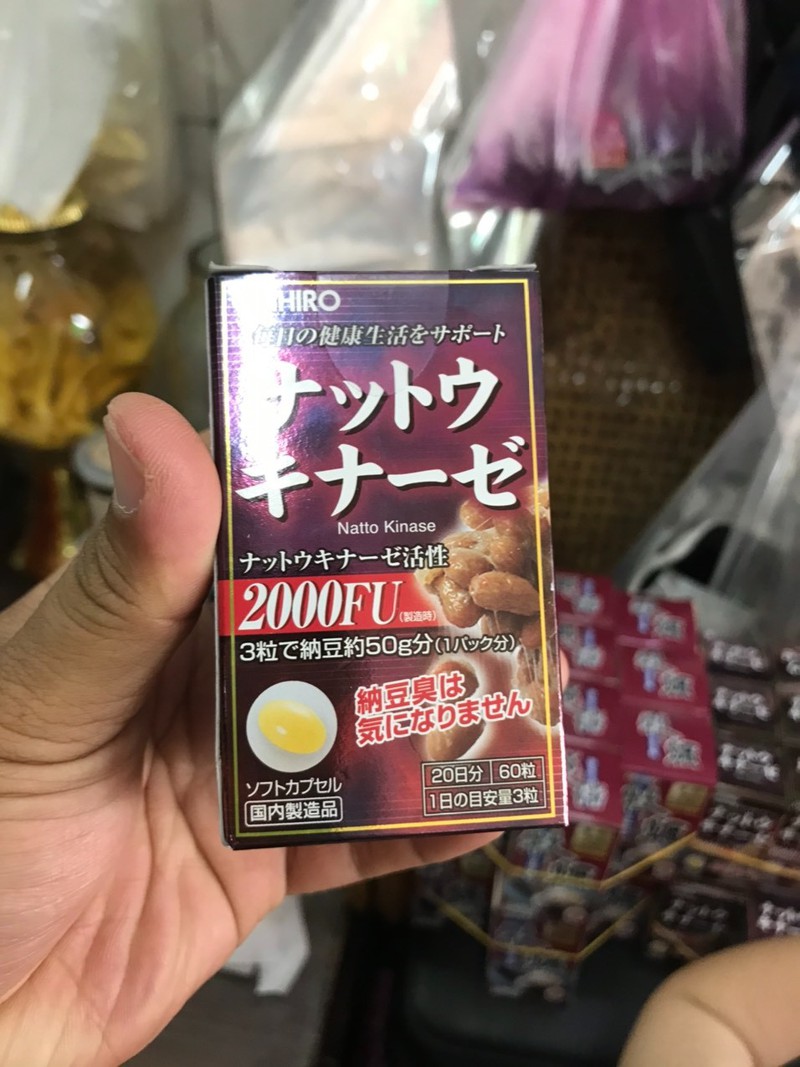 毎日の健康生活をサポート
ナットウ
キナーゼ
Natto Kinase
ナットウキナーゼ活性
2000FU(製造時)
3粒で納豆約50g分(1パック分)
納豆臭は
気になりません
ソフトカプセル
国内製造品
20日分 60粒
1日の目安量3粒